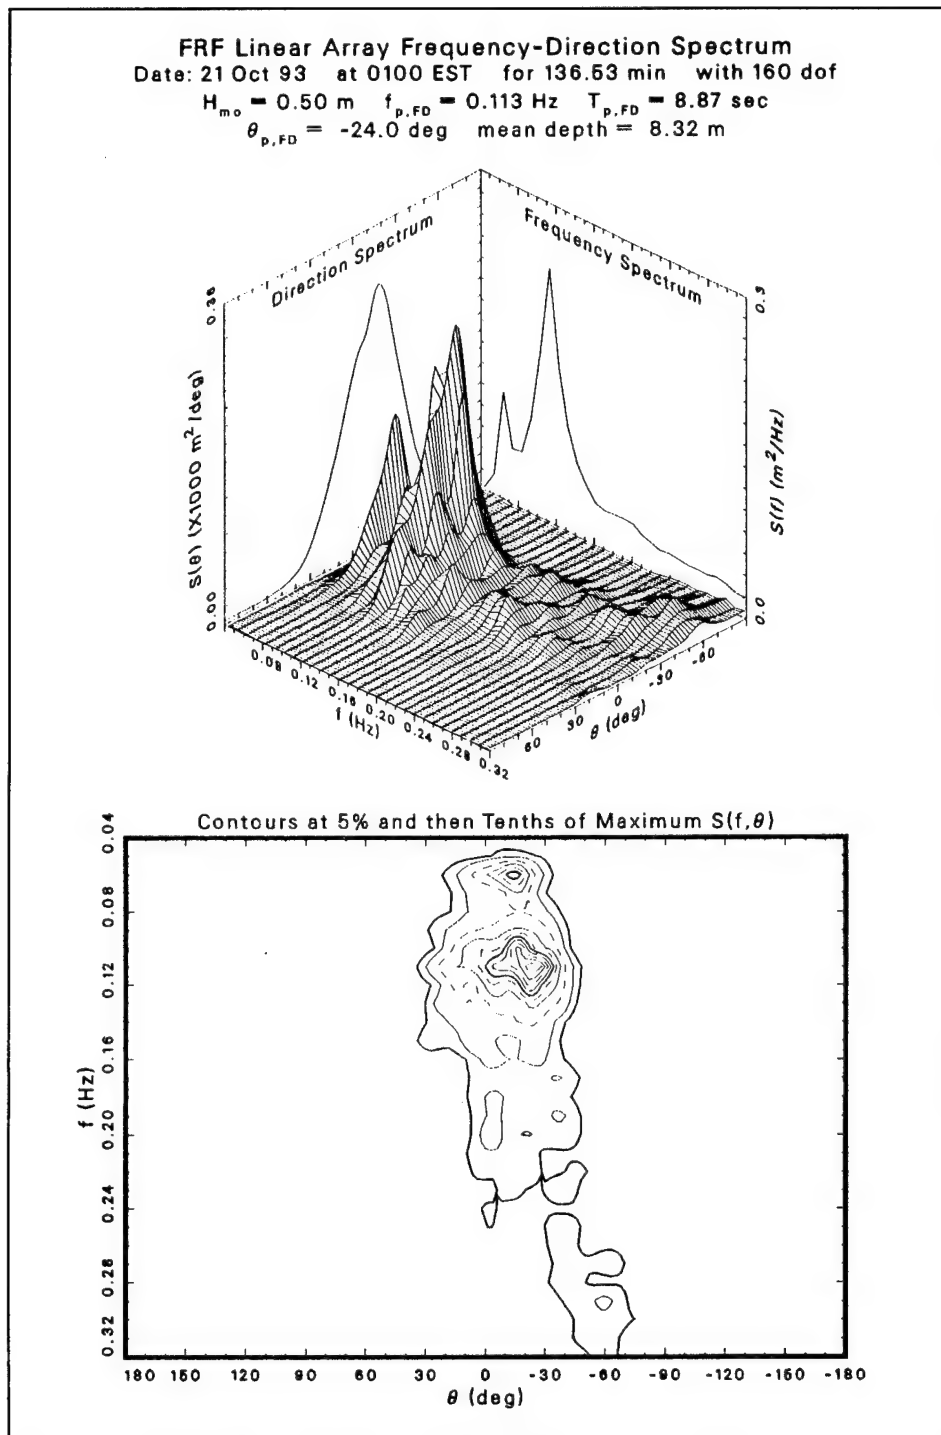 FRF Linear Array Frequency-Direction Spectrum
Date: 21 Oct 93 at 0100 EST for 136.53 min with 160 dof
Hmo = 0.50 m fp,FD = 0.113 Hz Tp,FD = 8.87 sec
θp,FD = -24.0 deg mean depth = 8.32 m
Direction Spectrum
Frequency Spectrum
0.36
S(θ) (X1000 m²/deg)
0.00
0.3
S(f) (m²/Hz)
0.0
0.08 0.12 0.16 0.20 0.24 0.28 0.32
f (Hz)
60 30 0 -30 -60
θ (deg)
Contours at 5% and then Tenths of Maximum S(f,θ)
0.04
0.08
0.12
0.16
0.20
0.24
0.28
0.32
f (Hz)
180 150 120 90 60 30 0 -30 -60 -90 -120 -150 -180
θ (deg)